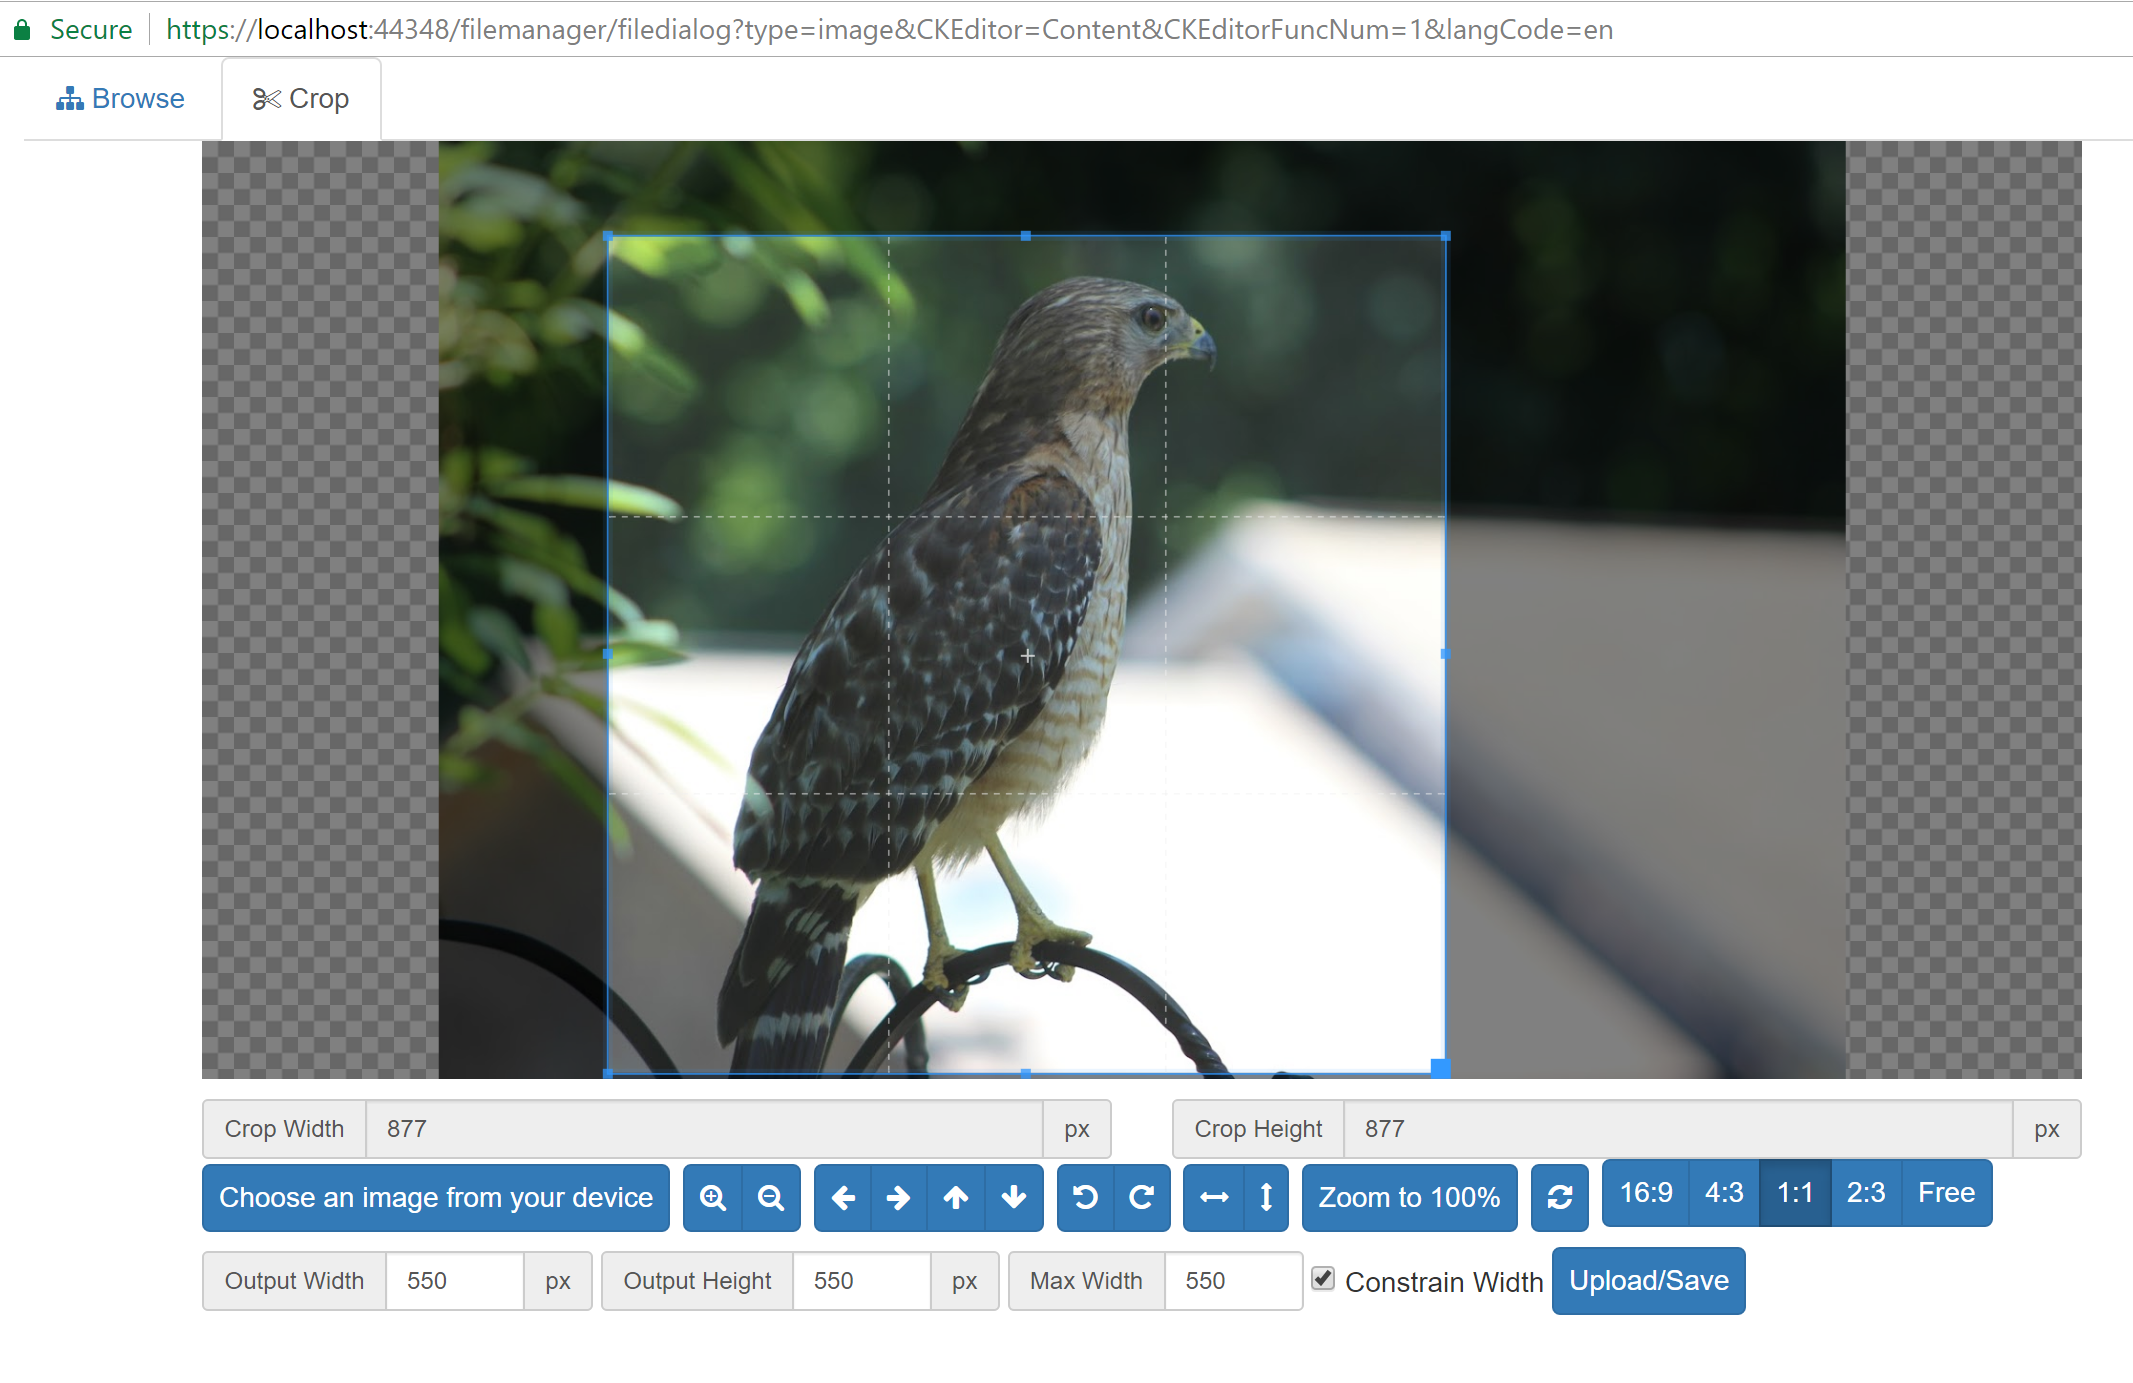 Secure https://localhost:44348/filemanager/filedialog?type=image&CKEditor=Content&CKEditorFuncNum=1&langCode=en
Browse Crop
Crop Width 877 px Crop Height 877 px
Choose an image from your device Zoom to 100% 16:9 4:3 1:1 2:3 Free
Output Width 550 px Output Height 550 px Max Width 550 Constrain Width Upload/Save